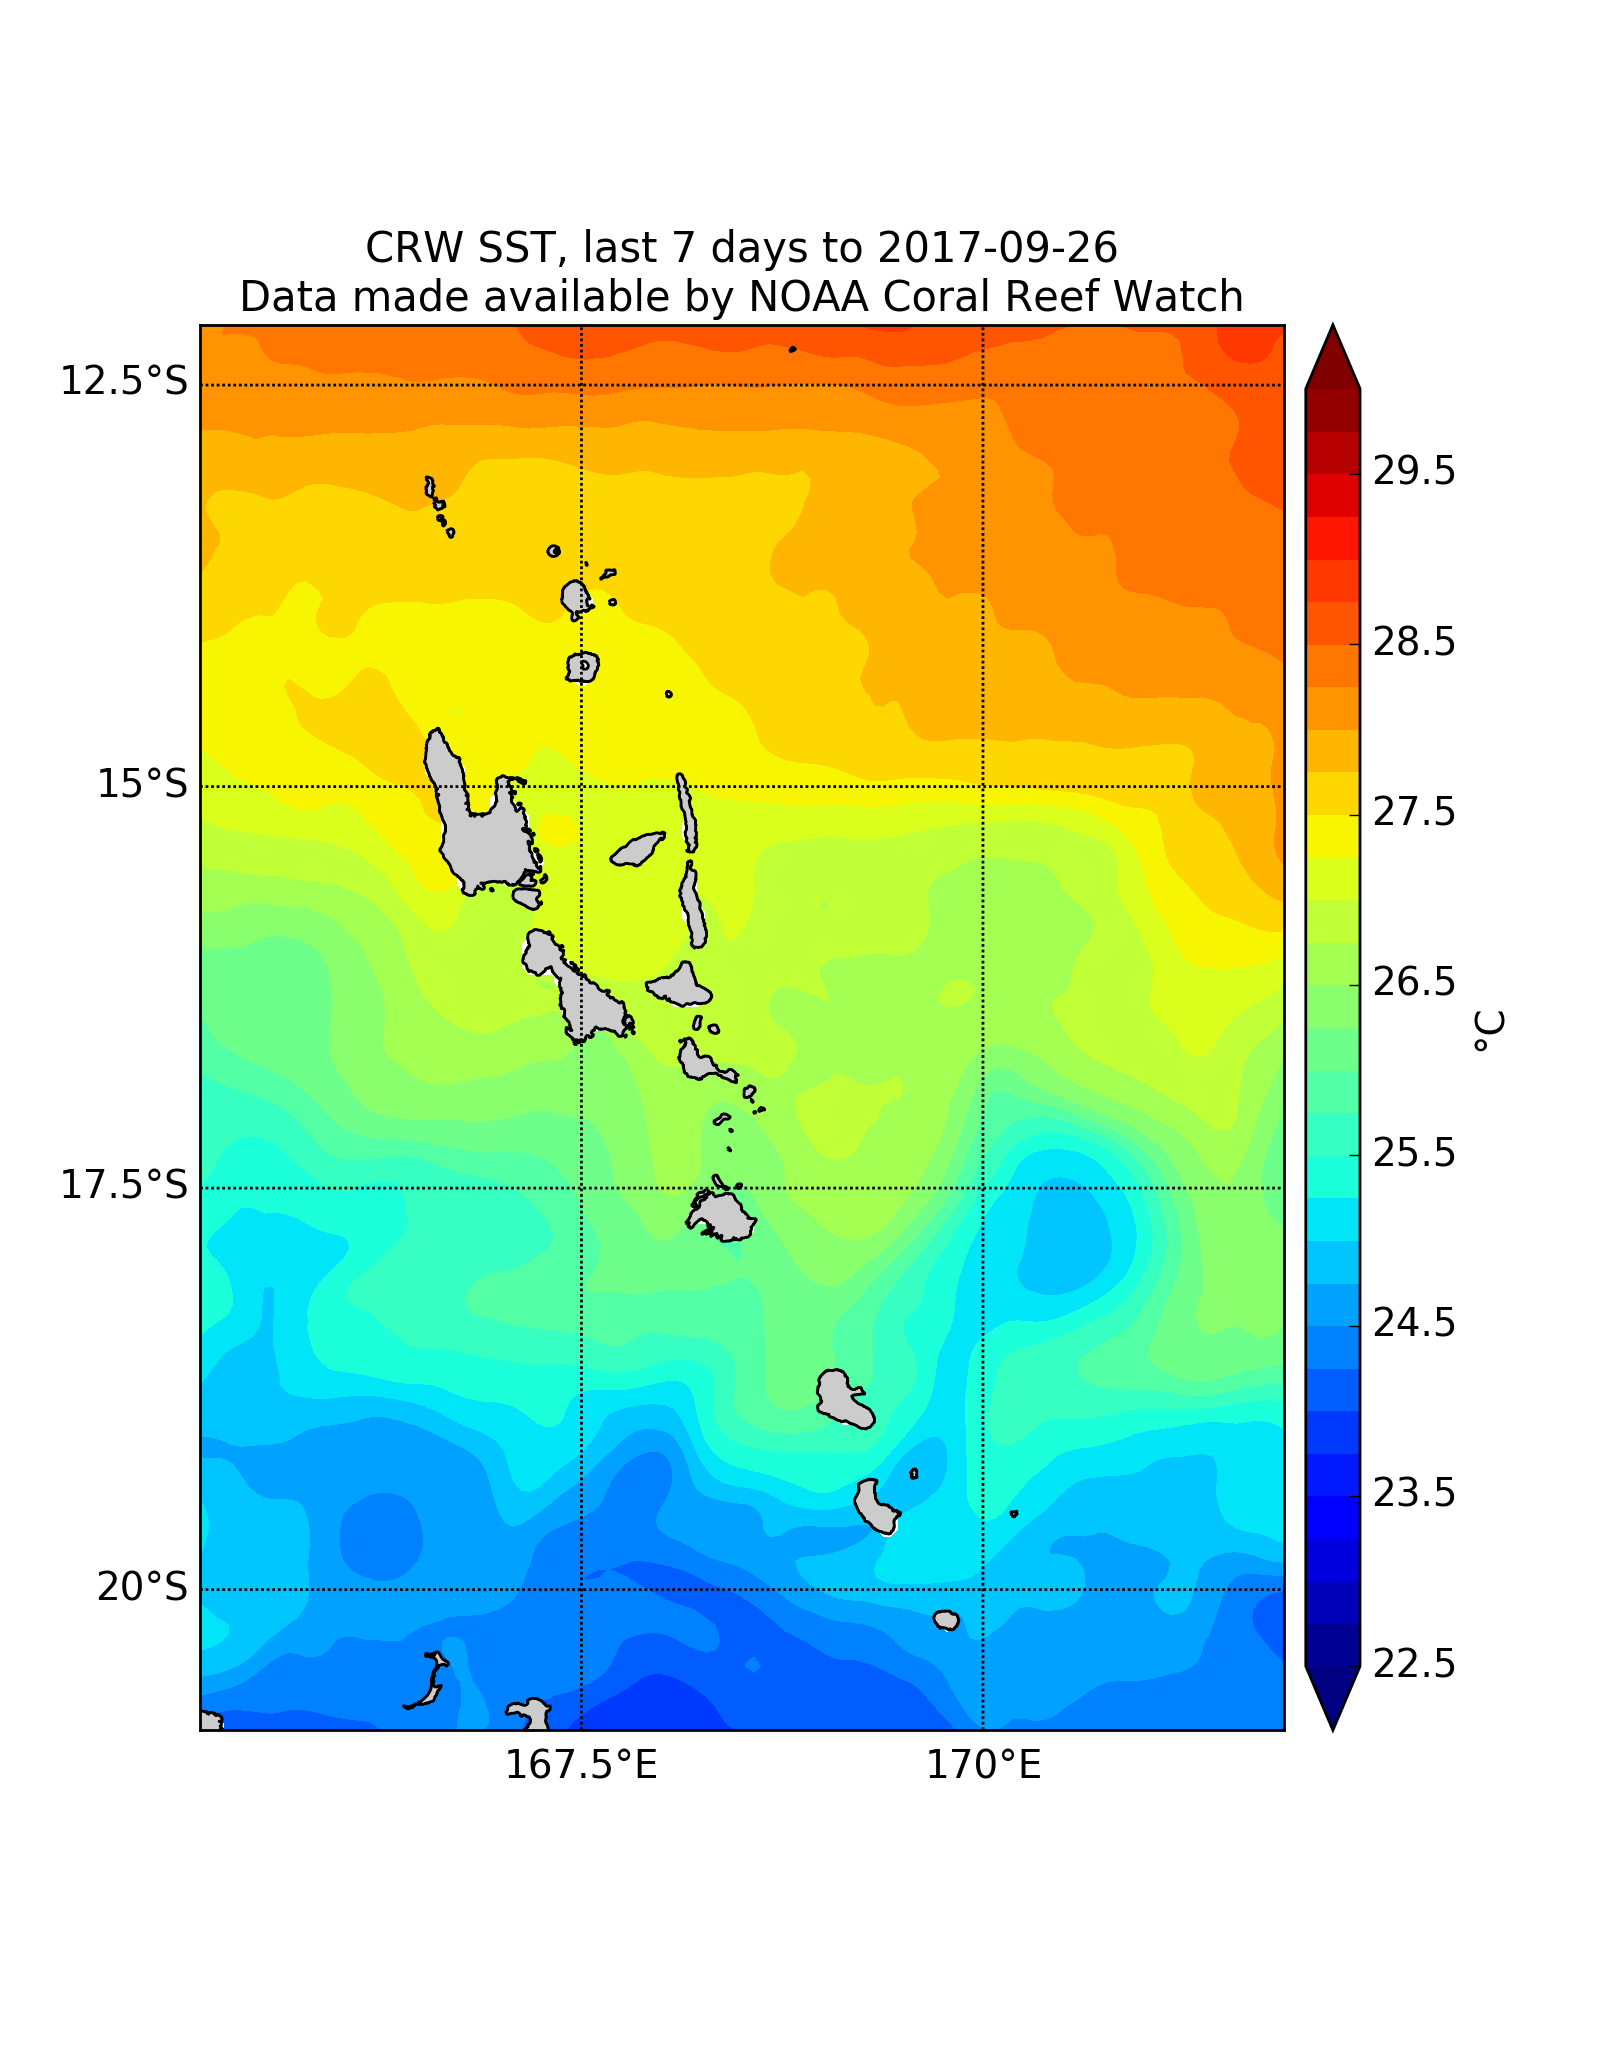 CRW SST, last 7 days to 2017-09-26
Data made available by NOAA Coral Reef Watch
12.5°S
15°S
17.5°S
20°S
167.5°E
170°E
29.5
28.5
27.5
26.5
25.5
24.5
23.5
22.5
°C